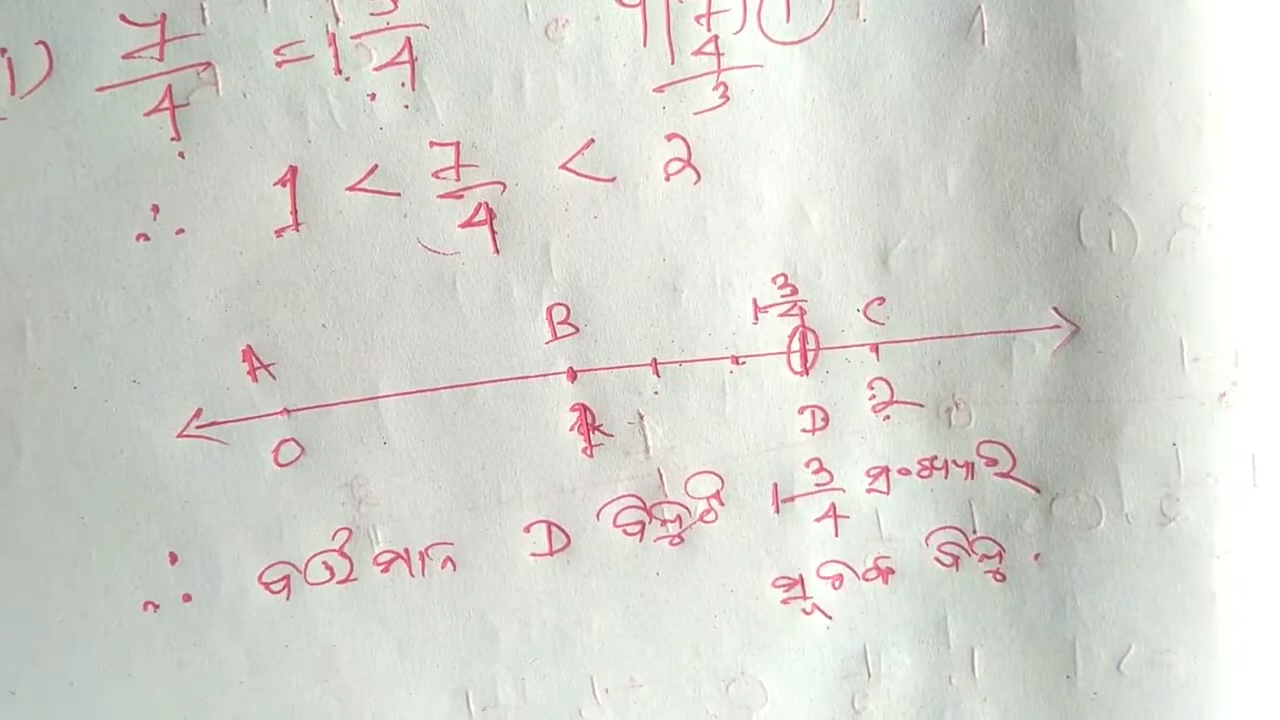 i) 7/4 = 1 3/4 4 | 7 | 1
4
3
∴ 1 < 7/4 < 2
A B 1 3/4 C
0 1 D 2
∴ ବର୍ତ୍ତମାନ D ବିନ୍ଦୁଟି 1 3/4 ସଂଖ୍ୟାର
ସୂଚକ ବିନ୍ଦୁ .